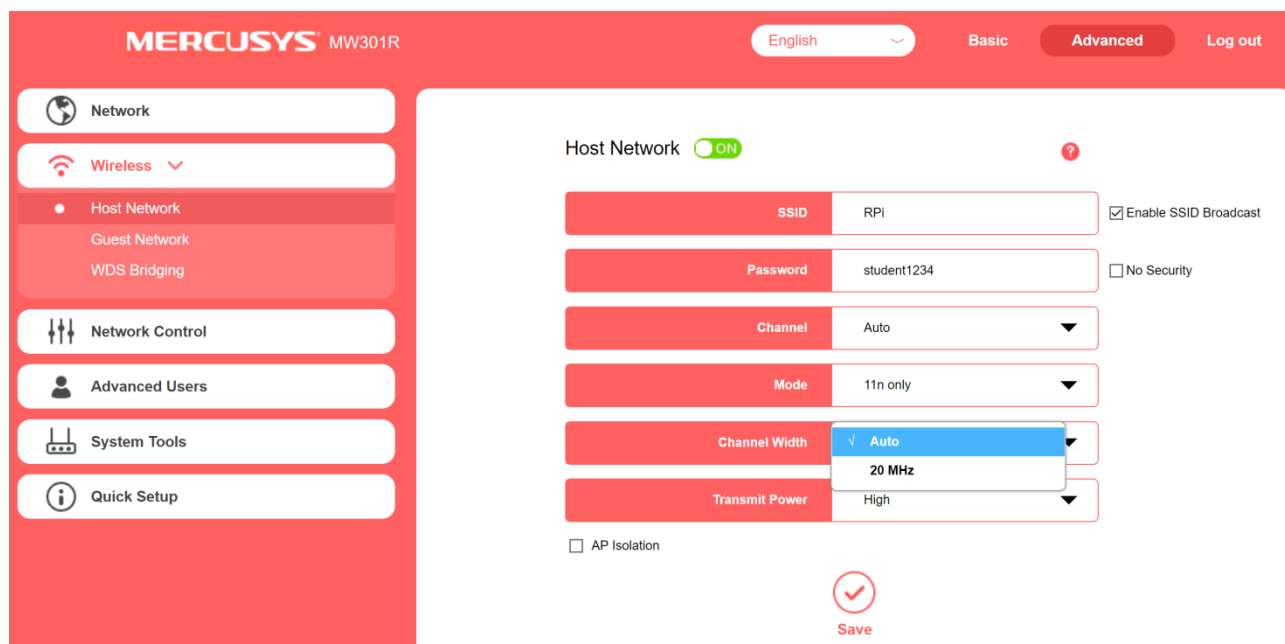 MERCUSYS MW301R
English
Basic
Advanced
Log out
Network
Wireless
Host Network
Guest Network
WDS Bridging
Network Control
Advanced Users
System Tools
Quick Setup
Host Network ON
?
SSID RPi Enable SSID Broadcast
Password student1234 No Security
Channel Auto
Mode 11n only
Channel Width √ Auto
20 MHz
Transmit Power High
AP Isolation
Save